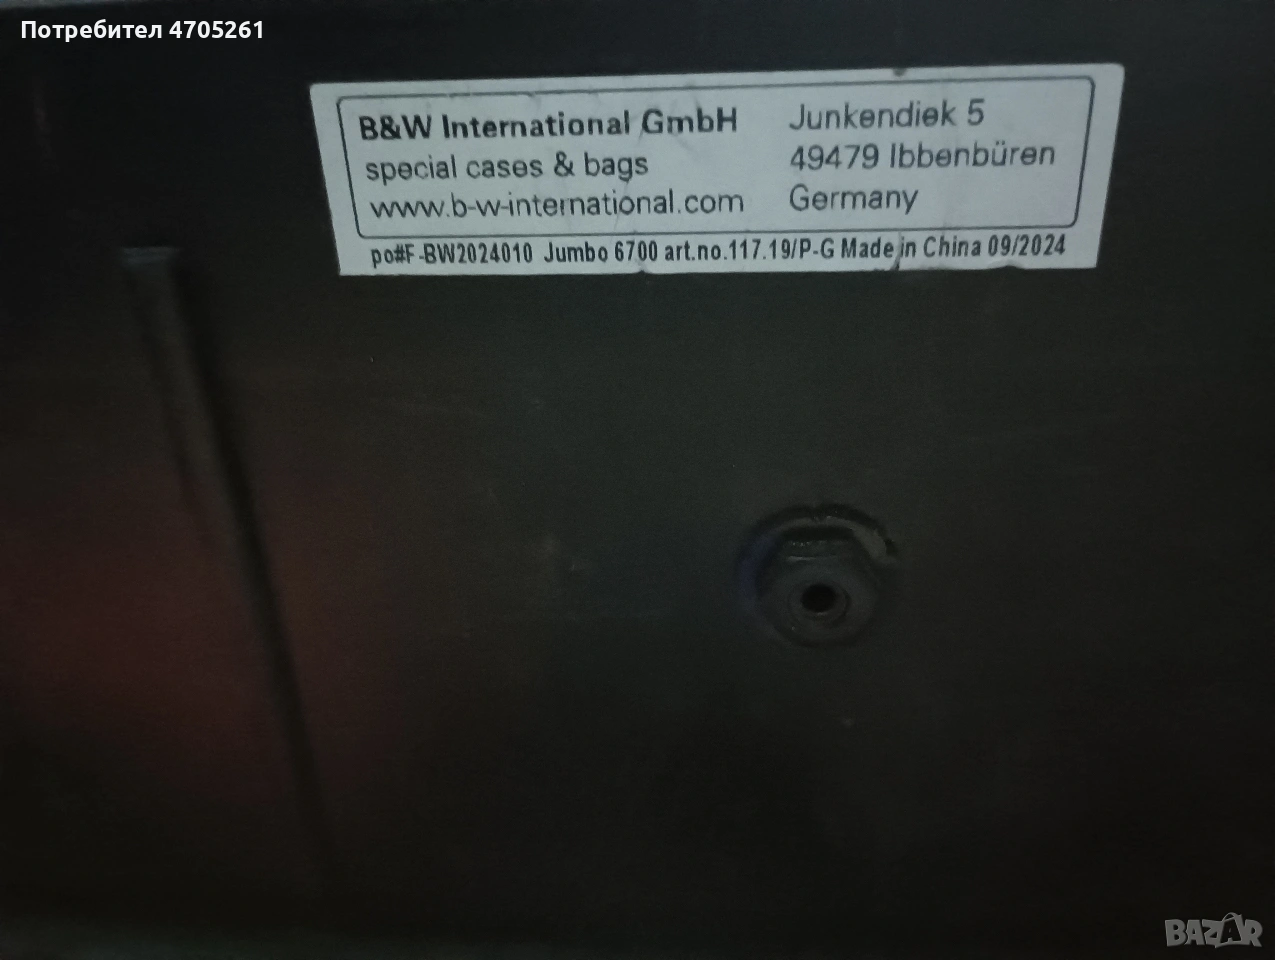 Потребител 4705261
B&W International GmbH
special cases & bags
www.b-w-international.com
Junkendiek 5
49479 Ibbenbüren
Germany
po#F-BW2024010 Jumbo 6700 art.no.117.19/P-G Made in China 09/2024
BAZAR